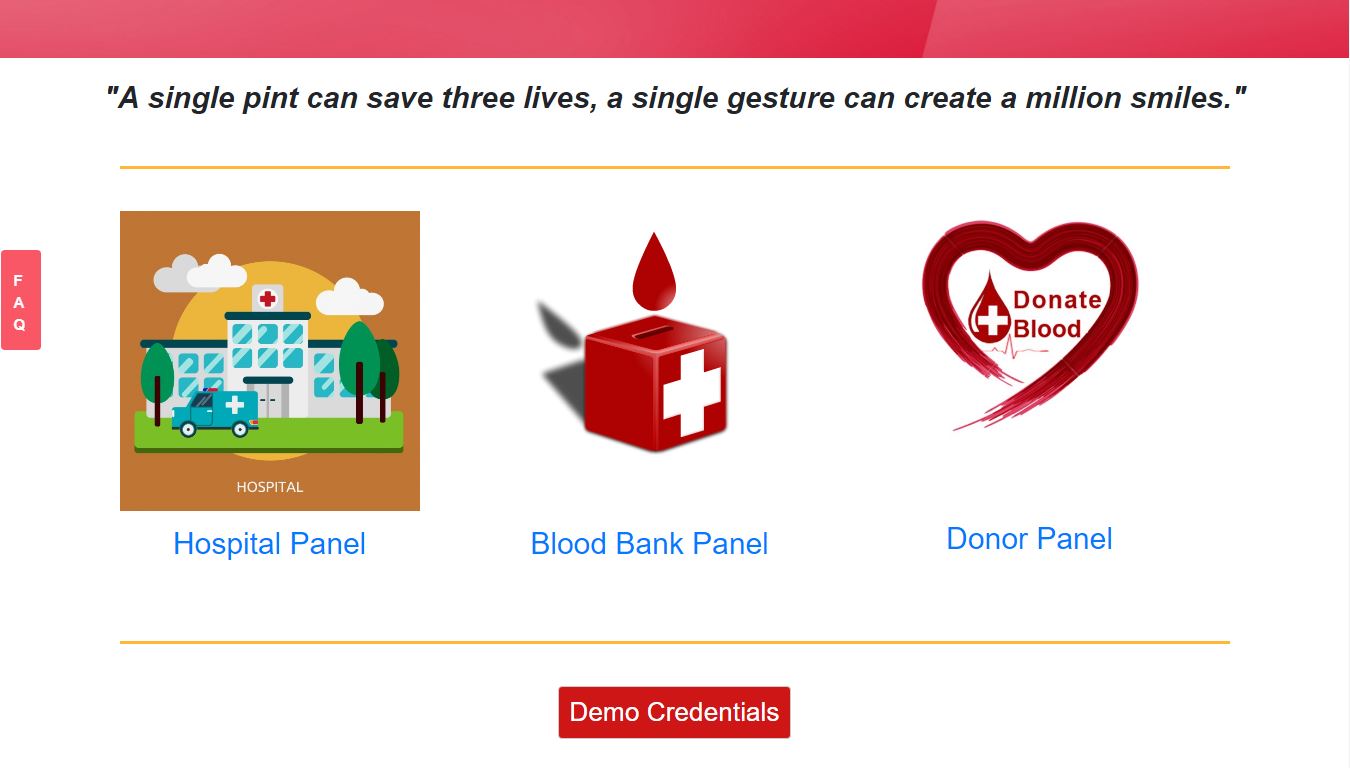 "A single pint can save three lives, a single gesture can create a million smiles."
F
A
Q
HOSPITAL
Donate
Blood
Hospital Panel
Blood Bank Panel
Donor Panel
Demo Credentials